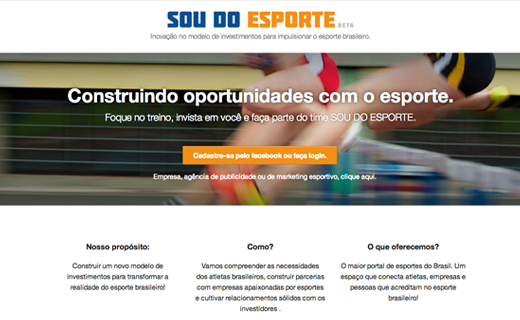 SOU DO ESPORTE BETA
Inovação no modelo de investimentos para impulsionar o esporte brasileiro.
Construindo oportunidades com o esporte.
Foque no treino, invista em você e faça parte do time SOU DO ESPORTE.
Cadastre-se pelo facebook ou faça login.
Empresa, agência de publicidade ou de marketing esportivo, clique aqui.
Nosso propósito:
Construir um novo modelo de
investimentos para transformar a
realidade do esporte brasileiro!
Como?
Vamos compreender as necessidades
dos atletas brasileiros, construir parcerias
com empresas apaixonadas por esportes
e cultivar relacionamentos sólidos com os
investidores .
O que oferecemos?
O maior portal de esportes do Brasil. Um
espaço que conecta atletas, empresas e
pessoas que acreditam no esporte
brasileiro!